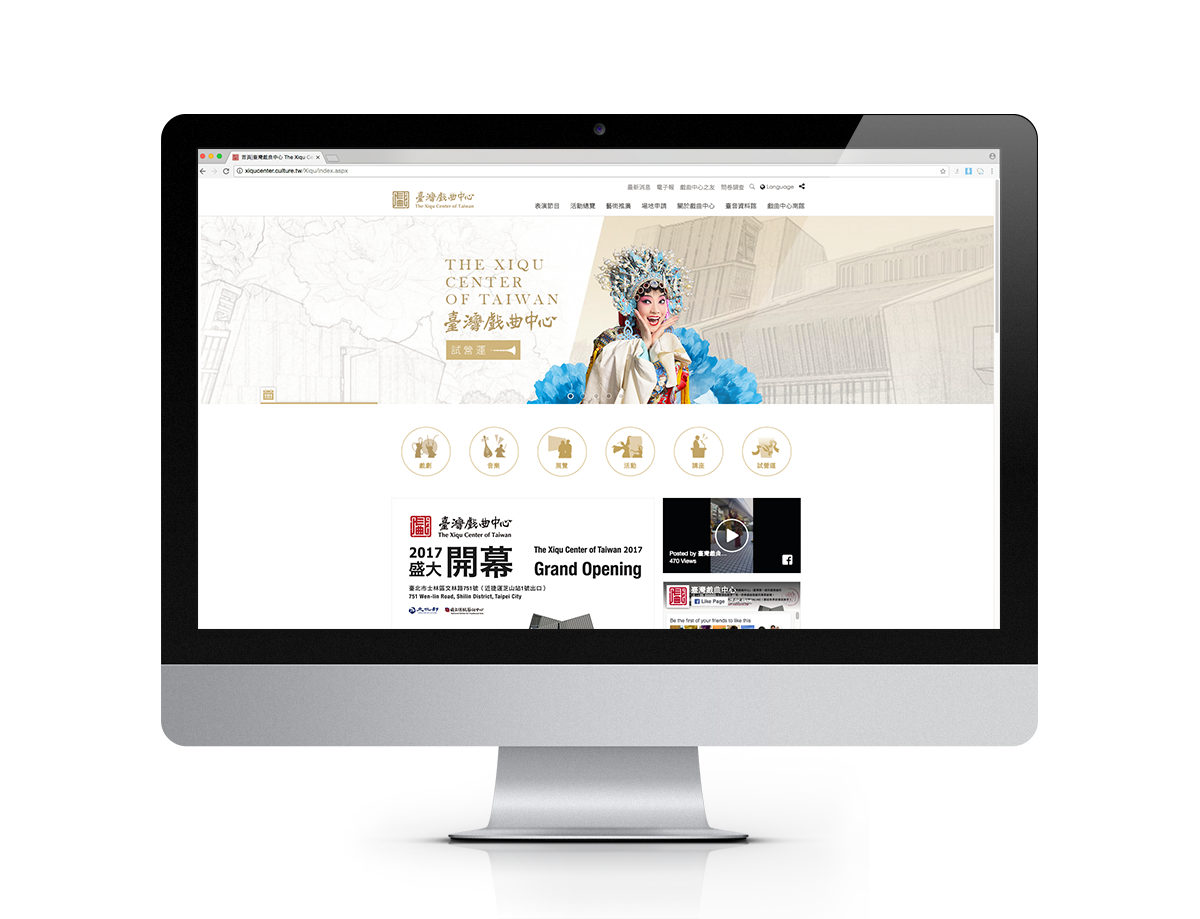 首頁|臺灣戲曲中心 The Xiqu Ce
xiqucenter.culture.tw/Xiqu/index.aspx
最新消息 電子報 戲曲中心之友 問卷調查 Language
臺灣戲曲中心
The Xiqu Center of Taiwan
表演節目 活動總覽 藝術推廣 場地申請 關於戲曲中心 臺音資料館 戲曲中心商店
THE XIQU
CENTER
OF TAIWAN
臺灣戲曲中心
試營運
戲劇 音樂 展覽 活動 講座 試營運
臺灣戲曲中心
The Xiqu Center of Taiwan
2017
盛大開幕
The Xiqu Center of Taiwan 2017
Grand Opening
臺北市士林區文林路751號（近捷運芝山站1號出口）
751 Wen-lin Road, Shilin District, Taipei City
文化部
Posted by 臺灣戲曲...
470 Views
臺灣戲曲中心
Like Page
Be the first of your friends to like this